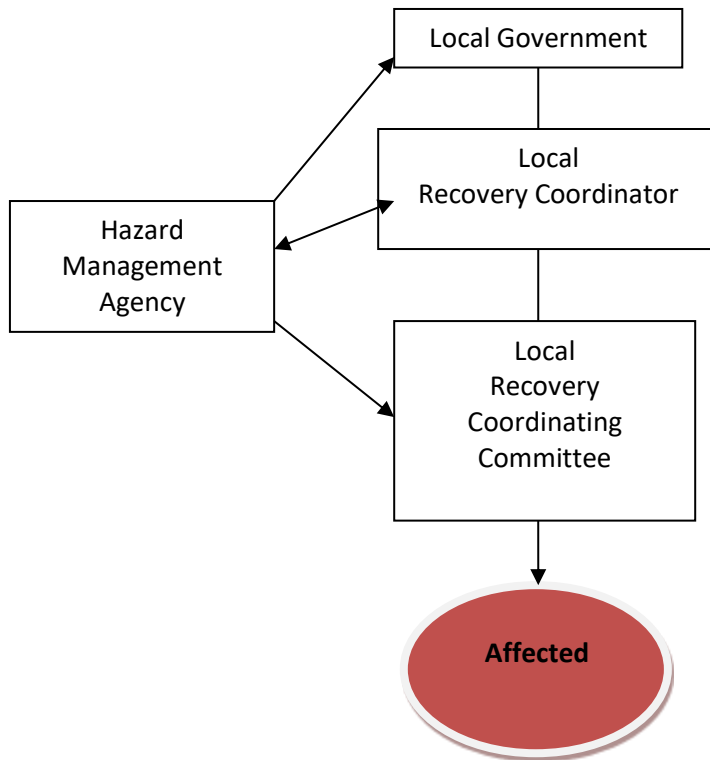 Local Government
Local
Recovery Coordinator
Hazard
Management
Agency
Local
Recovery
Coordinating
Committee
Affected